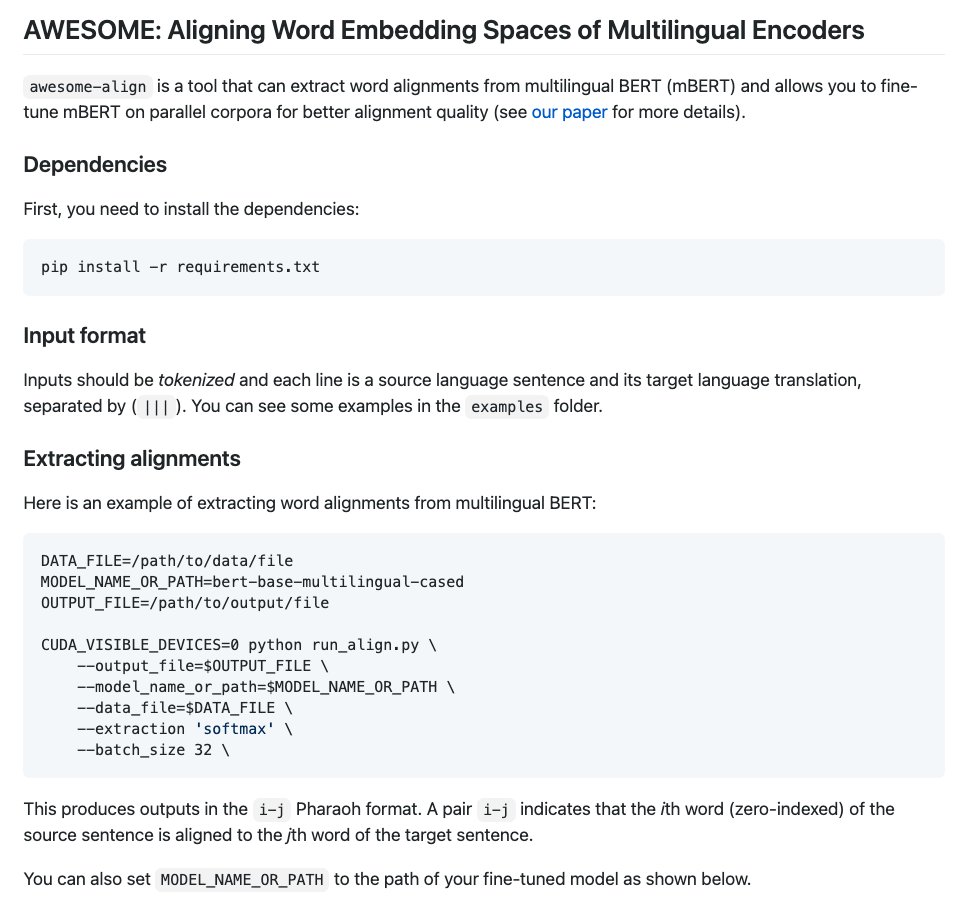 AWESOME: Aligning Word Embedding Spaces of Multilingual Encoders
awesome-align is a tool that can extract word alignments from multilingual BERT (mBERT) and allows you to fine-
tune mBERT on parallel corpora for better alignment quality (see our paper for more details).
Dependencies
First, you need to install the dependencies:
pip install -r requirements.txt
Input format
Inputs should be tokenized and each line is a source language sentence and its target language translation,
separated by ( ||| ). You can see some examples in the examples folder.
Extracting alignments
Here is an example of extracting word alignments from multilingual BERT:
DATA_FILE=/path/to/data/file
MODEL_NAME_OR_PATH=bert-base-multilingual-cased
OUTPUT_FILE=/path/to/output/file
CUDA_VISIBLE_DEVICES=0 python run_align.py \
--output_file=$OUTPUT_FILE \
--model_name_or_path=$MODEL_NAME_OR_PATH \
--data_file=$DATA_FILE \
--extraction 'softmax' \
--batch_size 32 \
This produces outputs in the i-j Pharaoh format. A pair i-j indicates that the ith word (zero-indexed) of the
source sentence is aligned to the jth word of the target sentence.
You can also set MODEL_NAME_OR_PATH to the path of your fine-tuned model as shown below.